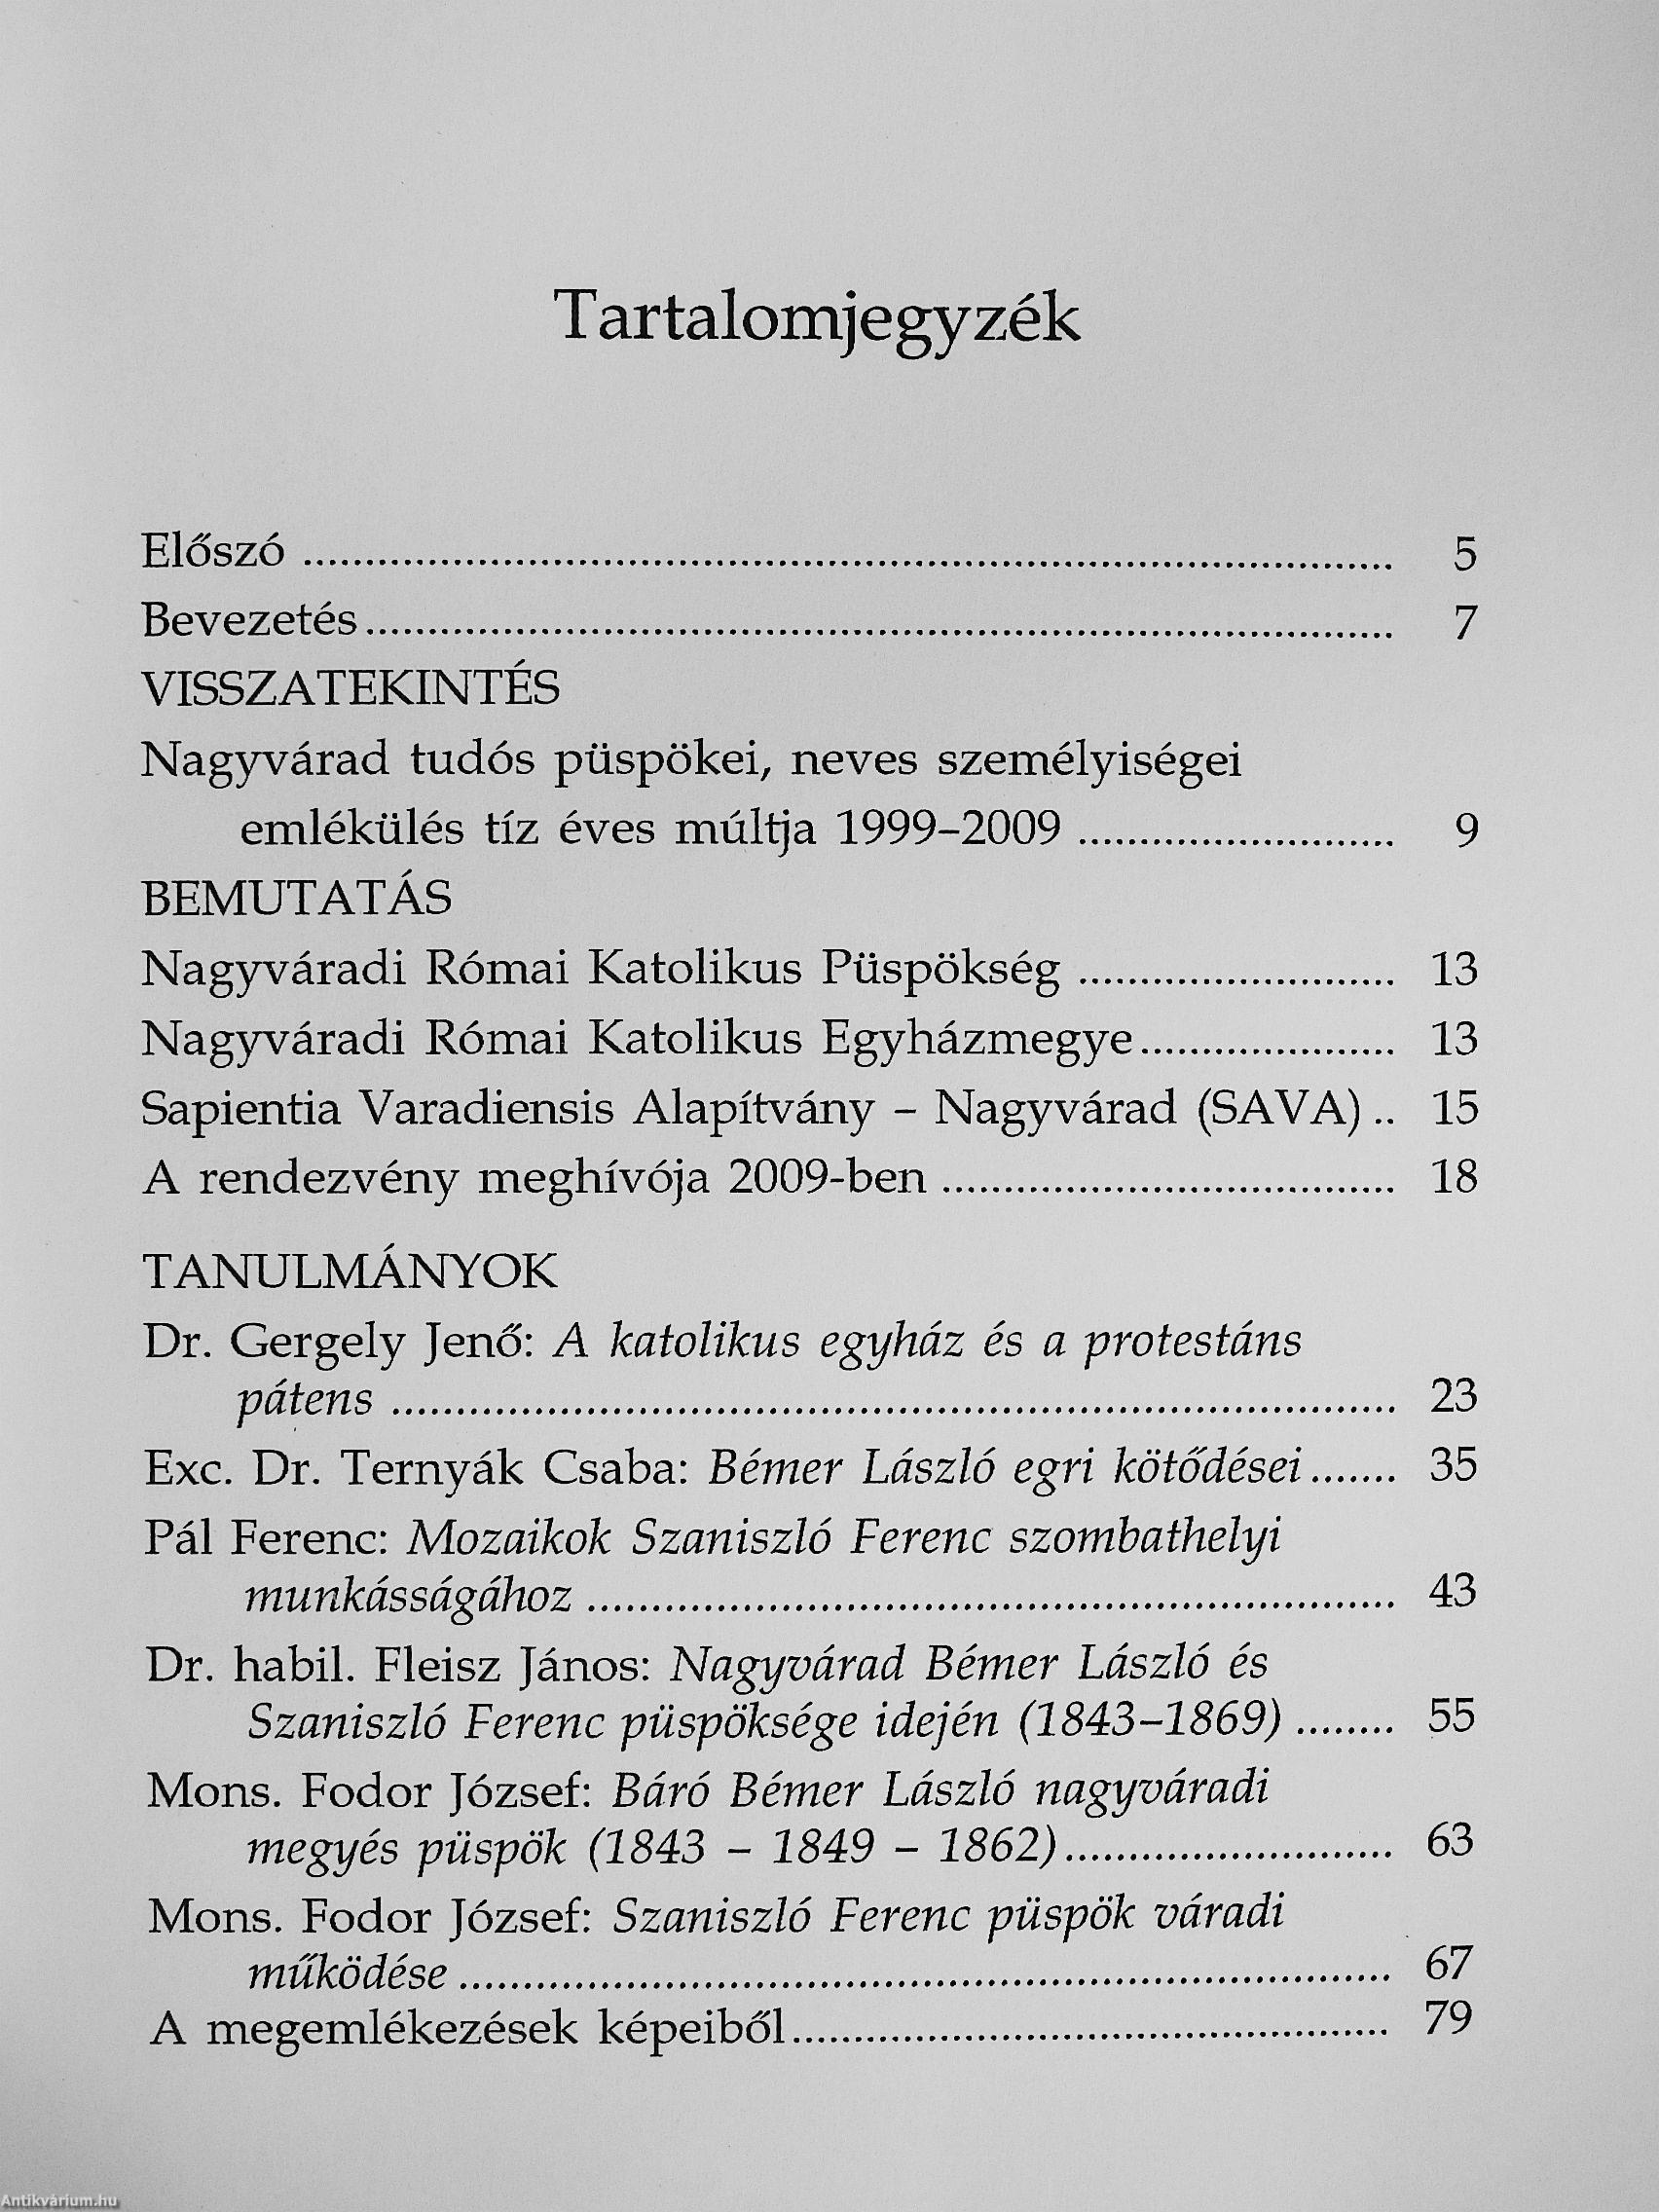 Tartalomjegyzék
Előszó ........................................................................................ 5
Bevezetés ................................................................................... 7
VISSZATEKINTÉS
Nagyvárad tudós püspökei, neves személyiségei
emlékülés tíz éves múltja 1999–2009 .......................... 9
BEMUTATÁS
Nagyváradi Római Katolikus Püspökség .......................... 13
Nagyváradi Római Katolikus Egyházmegye..................... 13
Sapientia Varadiensis Alapítvány – Nagyvárad (SAVA) .. 15
A rendezvény meghívója 2009-ben ..................................... 18
TANULMÁNYOK
Dr. Gergely Jenő: A katolikus egyház és a protestáns
pátens .................................................................................. 23
Exc. Dr. Ternyák Csaba: Bémer László egri kötődései....... 35
Pál Ferenc: Mozaikok Szaniszló Ferenc szombathelyi
munkásságához .................................................................. 43
Dr. habil. Fleisz János: Nagyvárad Bémer László és
Szaniszló Ferenc püspöksége idején (1843–1869) ........ 55
Mons. Fodor József: Báró Bémer László nagyváradi
megyés püspök (1843 – 1849 – 1862)........................... 63
Mons. Fodor József: Szaniszló Ferenc püspök váradi
működése ............................................................................ 67
A megemlékezések képeiből................................................. 79
Antikvárium.hu